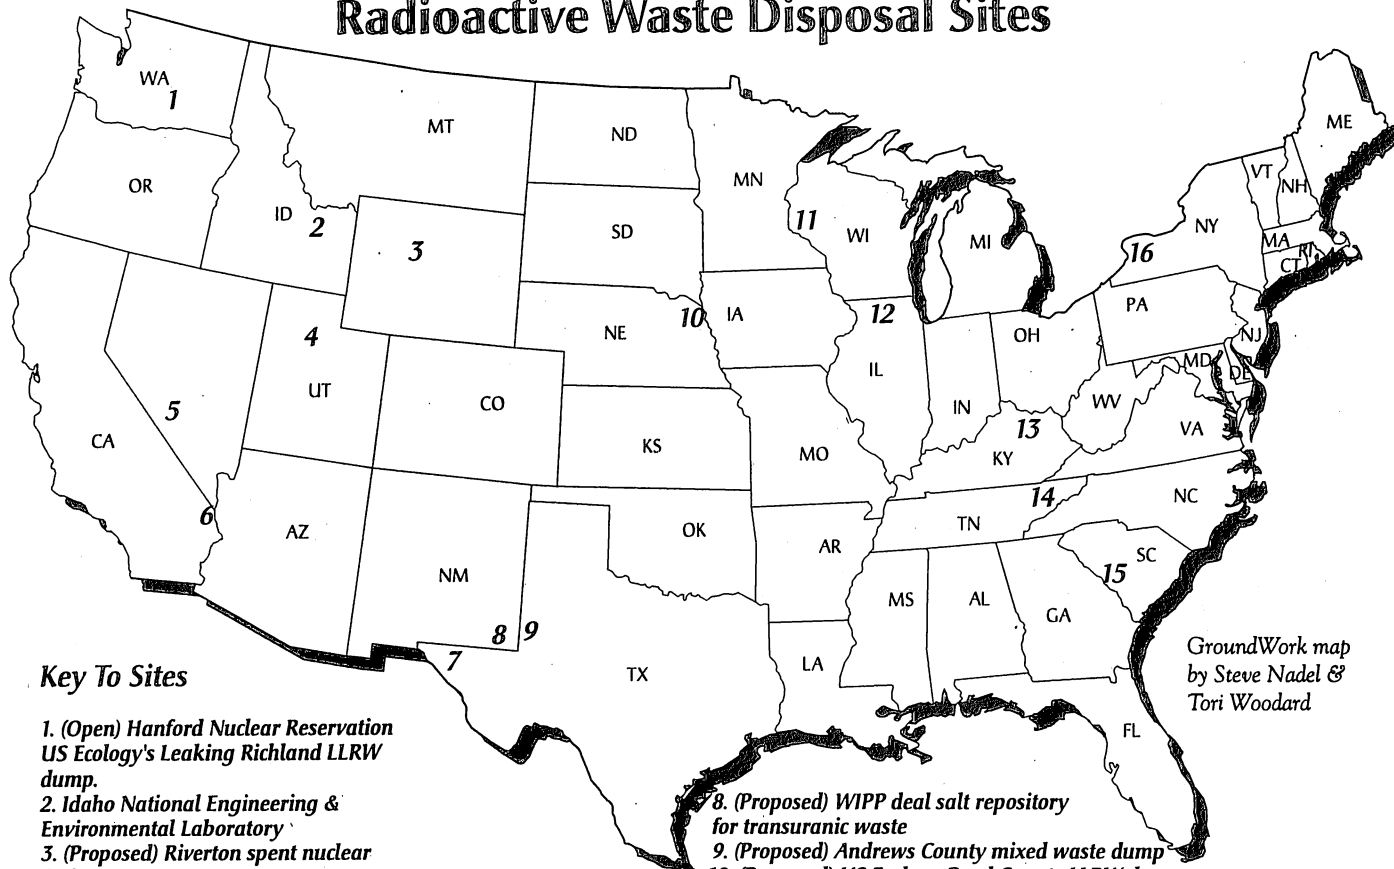 Radioactive Waste Disposal Sites
WA
1
MT
ND
MN
ME
OR
ID
2
3
SD
11
WI
MI
16
NY
VT
NH
MA
RI
CT
4
NE
10
IA
12
OH
PA
NJ
5
UT
CO
IL
IN
WV
MD
DE
CA
KS
MO
13
KY
VA
6
AZ
NM
OK
AR
14
TN
NC
8
9
7
TX
LA
MS
AL
GA
15
SC
FL
GroundWork map
by Steve Nadel &
Tori Woodard
Key To Sites
1. (Open) Hanford Nuclear Reservation
US Ecology's Leaking Richland LLRW
dump.
2. Idaho National Engineering &
Environmental Laboratory
3. (Proposed) Riverton spent nuclear
8. (Proposed) WIPP deal salt repository
for transuranic waste
9. (Proposed) Andrews County mixed waste dump